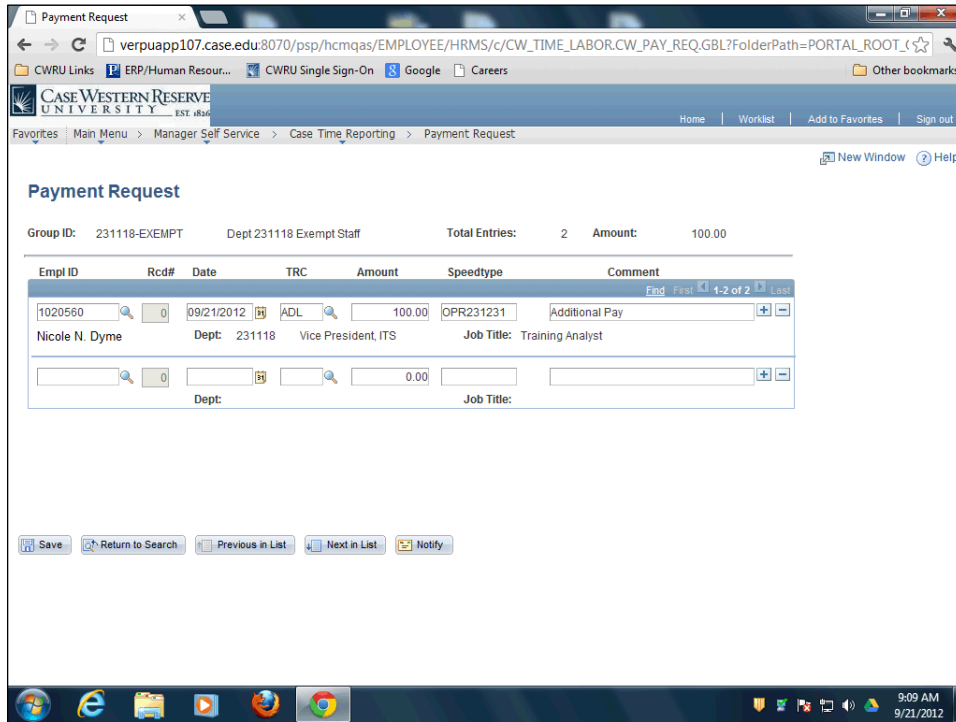 Payment Request
verpuapp107.case.edu:8070/psp/hcmqas/EMPLOYEE/HRMS/c/CW_TIME_LABOR.CW_PAY_REQ.GBL?FolderPath=PORTAL_ROOT_
CWRU Links ERP/Human Resour... CWRU Single Sign-On Google Careers Other bookmarks
CASE WESTERN RESERVE
UNIVERSITY EST. 1826
Home | Worklist | Add to Favorites | Sign out
Favorites Main Menu > Manager Self Service > Case Time Reporting > Payment Request
New Window ? Help
Payment Request
Group ID: 231118-EXEMPT Dept 231118 Exempt Staff Total Entries: 2 Amount: 100.00
Empl ID Rcd# Date TRC Amount Speedtype Comment
Find First 1-2 of 2 Last
1020560 0 09/21/2012 31 ADL 100.00 OPR231231 Additional Pay + -
Nicole N. Dyme Dept: 231118 Vice President, ITS Job Title: Training Analyst
0 31 0.00 + -
Dept: Job Title:
Save Return to Search Previous in List Next in List Notify
9:09 AM
9/21/2012